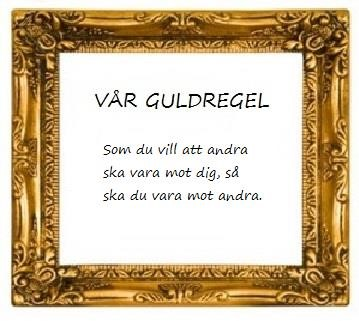 VÅR GULDREGEL
Som du vill att andra
ska vara mot dig, så
ska du vara mot andra.